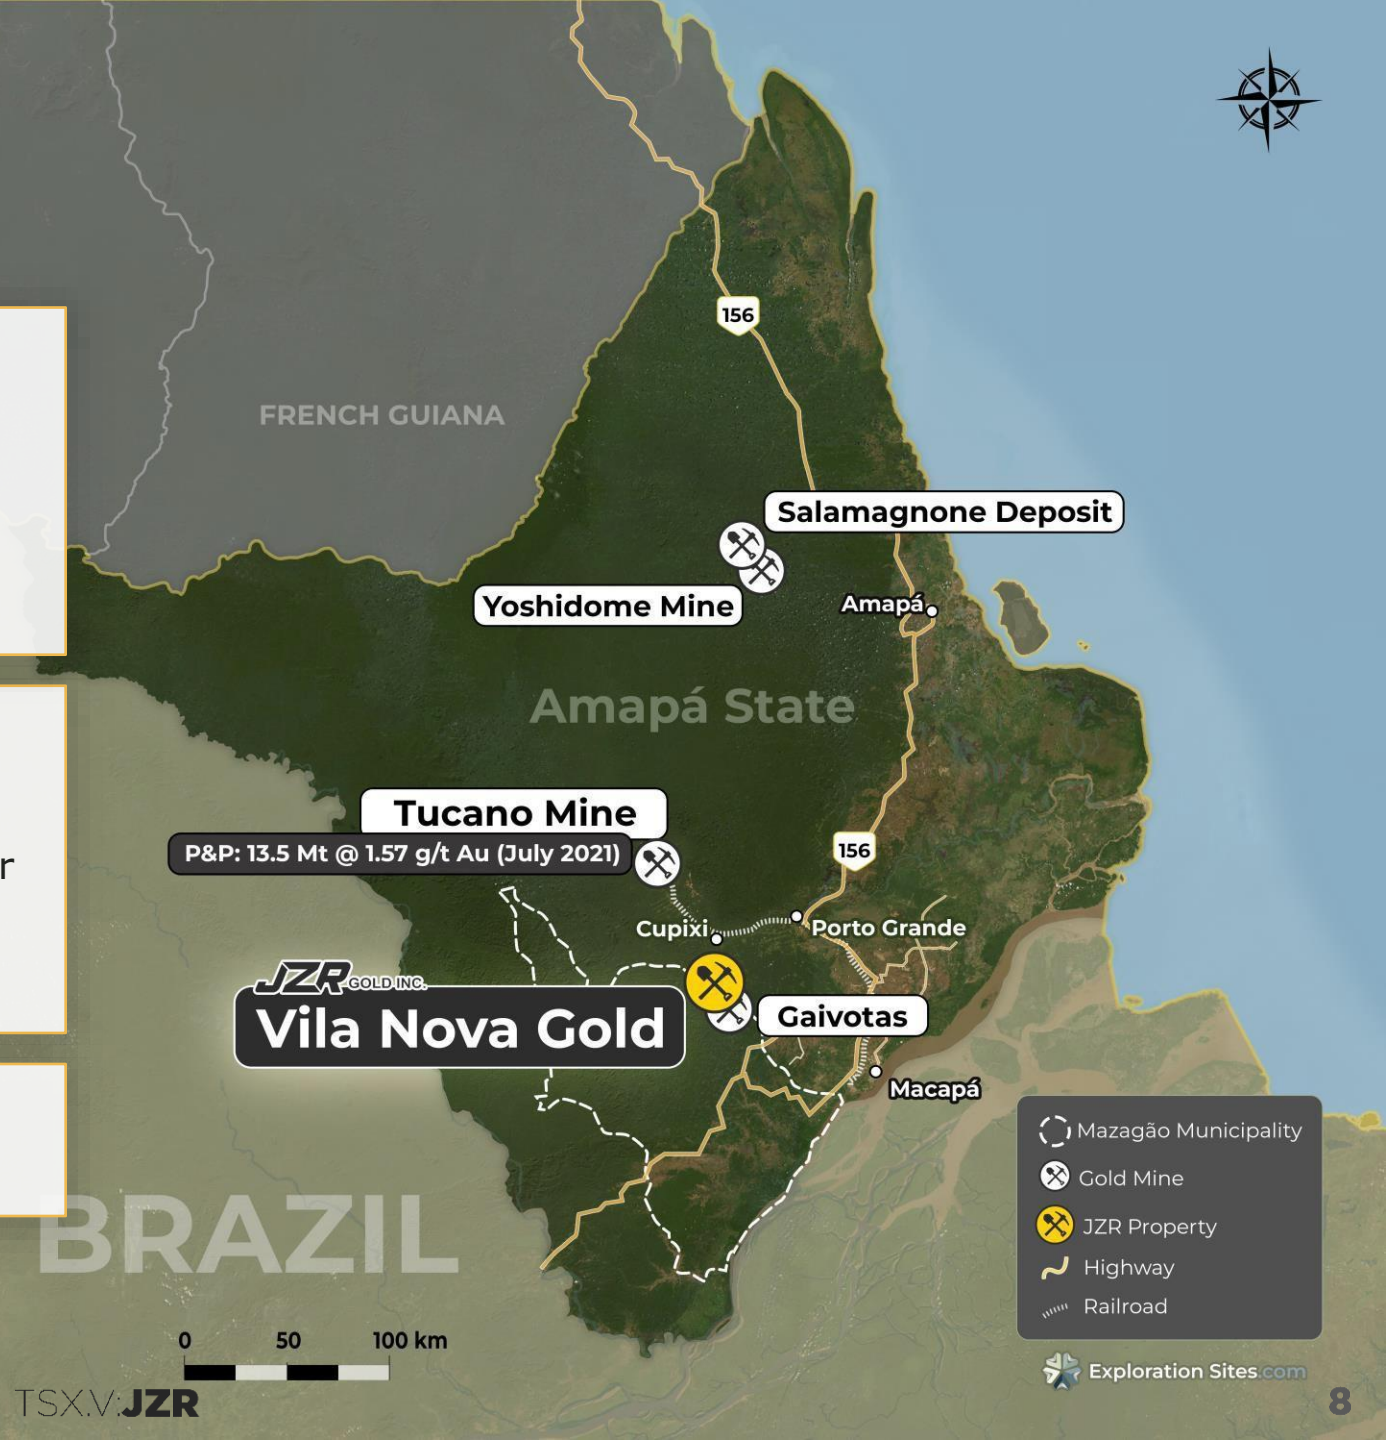 156
FRENCH GUIANA
Salamagnone Deposit
Yoshidome Mine
Amapá
Amapá State
Tucano Mine
P&P: 13.5 Mt @ 1.57 g/t Au (July 2021)
156
r
Cupixi
Porto Grande
JZR GOLD INC.
Vila Nova Gold
Gaivotas
Macapá
Mazagão Municipality
Gold Mine
JZR Property
Highway
Railroad
BRAZIL
0 50 100 km
Exploration Sites.com
TSX.V:JZR
8